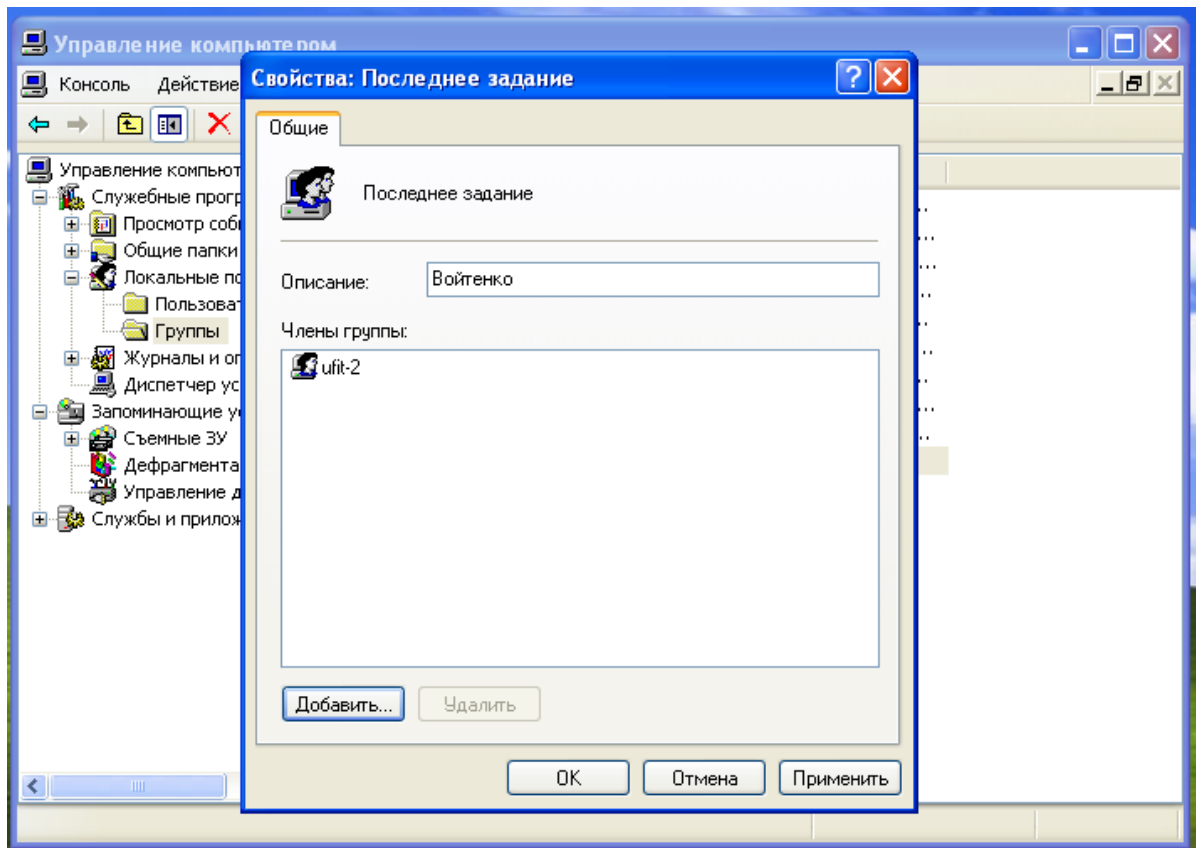 Управление компьютером
Консоль Действие
Управление компьют
Служебные прогр
Просмотр собы
Общие папки
Локальные по
Пользоват
Группы
Журналы и оп
Диспетчер ус
Запоминающие у
Съемные ЗУ
Дефрагмента
Управление д
Службы и прилож
Свойства: Последнее задание
Общие
Последнее задание
Описание: Войтенко
Члены группы:
ufit-2
Добавить... Удалить
OK Отмена Применить